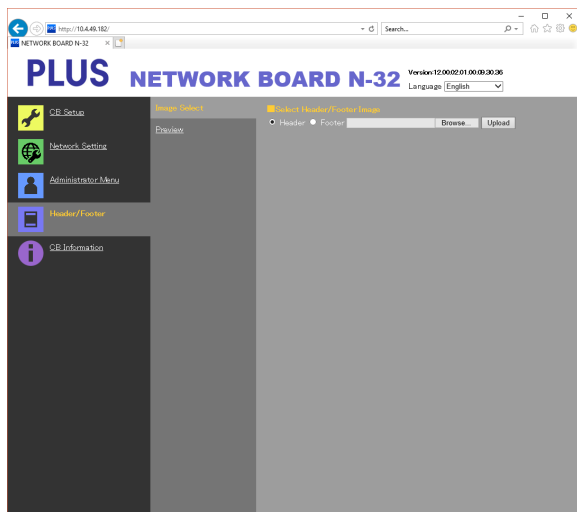 http://10.4.49.182/
Search...
PLUS NETWORK BOARD N-32 ×
PLUS NETWORK BOARD N-32
Version:12.00.02.01.00.09.30.36
Language English
CB Setup
Network Setting
Administrator Menu
Header/Footer
CB Information
Image Select
Preview
Select Header/Footer Image
Header Footer Browse... Upload